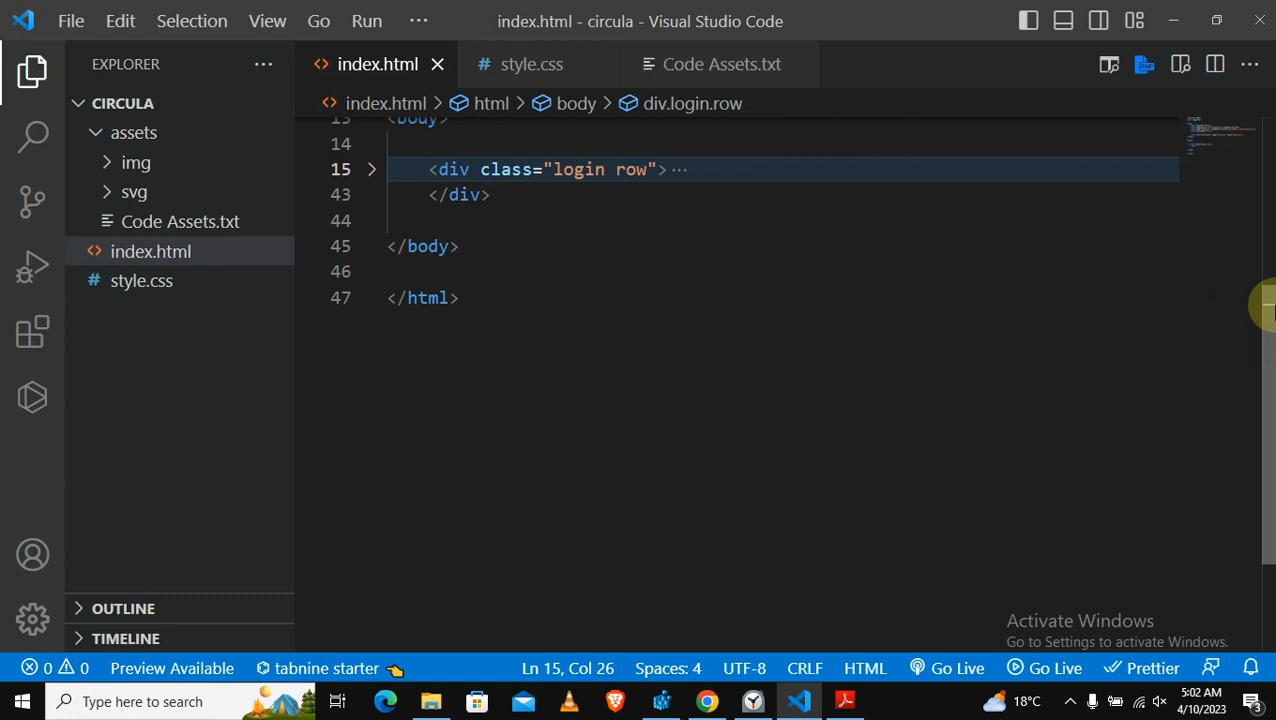 File Edit Selection View Go Run ··· index.html - circula - Visual Studio Code
EXPLORER ···
index.html style.css Code Assets.txt ···
index.html > html > body > div.login.row
CIRCULA
assets
img
svg
Code Assets.txt
index.html
style.css
13 <body>
14
15 <div class="login row">···
43 </div>
44
45 </body>
46
47 </html>
OUTLINE
TIMELINE
Activate Windows
Go to Settings to activate Windows.
0 0 Preview Available tabnine starter Ln 15, Col 26 Spaces: 4 UTF-8 CRLF HTML Go Live Go Live Prettier
Type here to search 18°C 5:02 AM
4/10/2023 3